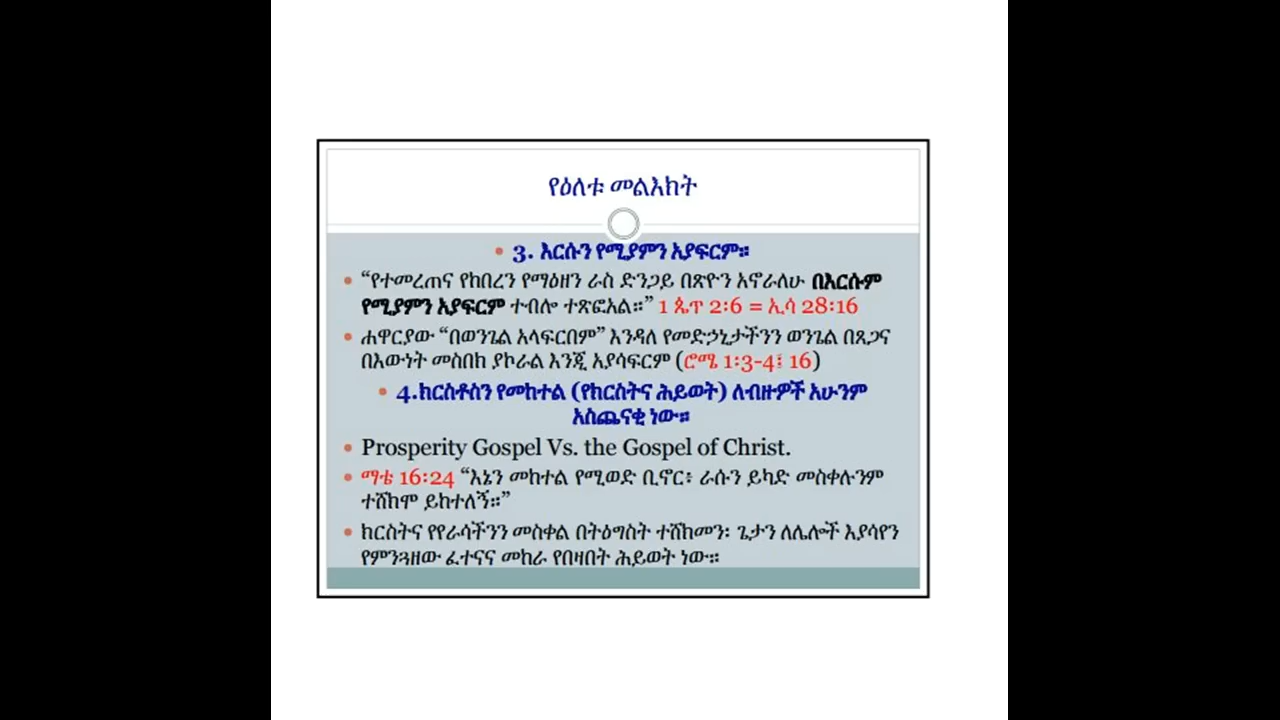 የዕለቱ መልእክት
• 3. እርሱን የሚያምን አያፍርም።
• “የተመረጠና የከበረን የማዕዘን ራስ ድንጋይ በጽዮን አኖራለሁ በእርሱም
የሚያምን አያፍርም ተብሎ ተጽፎአል።” 1 ጴጥ 2፡6 = ኢሳ 28፡16
• ሐዋርያው “በወንጌል አላፍርበም” እንዳለ የመድኃኒታችንን ወንጌል በጸጋና
በእውነት መስበክ ያኮራል እንጂ አያሳፍርም (ሮሜ 1፡3-4፤ 16)
• 4.ክርስቶስን የመከተል (የክርስትና ሕይወት) ለብዙዎች አሁንም
አስጨናቂ ነው።
• Prosperity Gospel Vs. the Gospel of Christ.
• ማቴ 16፡24 “እኔን መከተል የሚወድ ቢኖር፥ ራሱን ይካድ መስቀሉንም
ተሸክሞ ይከተለኝ።”
• ክርስትና የየራሳችንን መስቀል በትዕግስት ተሸክመን፡ ጌታን ለሌሎች እያሳየን
የምንጓዘው ፈተናና መከራ የበዛበት ሕይወት ነው።